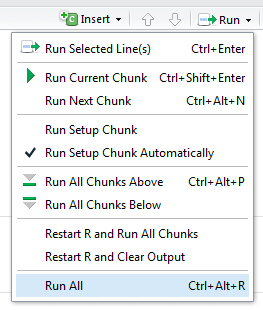 Insert Run
Run Selected Line(s) Ctrl+Enter
Run Current Chunk Ctrl+Shift+Enter
Run Next Chunk Ctrl+Alt+N
Run Setup Chunk
Run Setup Chunk Automatically
Run All Chunks Above Ctrl+Alt+P
Run All Chunks Below
Restart R and Run All Chunks
Restart R and Clear Output
Run All Ctrl+Alt+R